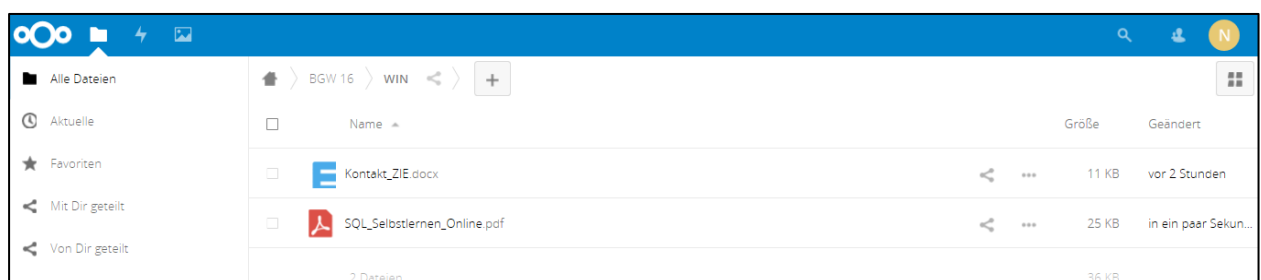 N
Alle Dateien
BGW 16 WIN +
Aktuelle
Name Größe Geändert
Favoriten
Kontakt_ZIE.docx 11 KB vor 2 Stunden
Mit Dir geteilt
SQL_Selbstlernen_Online.pdf 25 KB in ein paar Sekun...
Von Dir geteilt
2 Dateien 36 KB